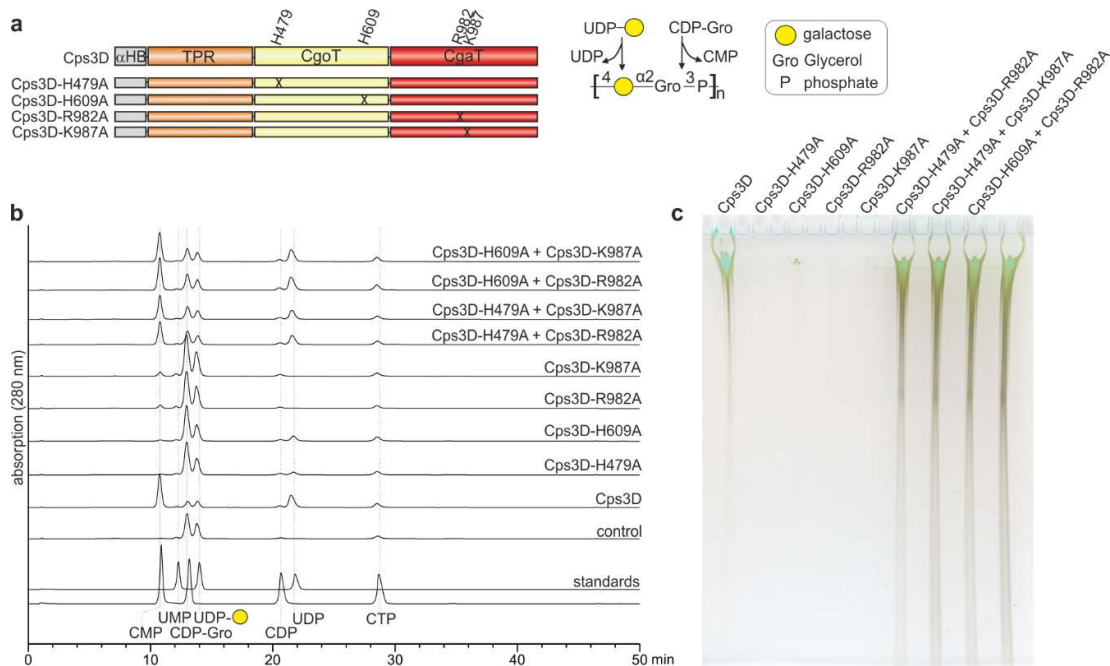 a
H479
H609
R982
K987
Cps3D
αHB
TPR
CgoT
CgaT
Cps3D-H479A
X
Cps3D-H609A
X
Cps3D-R982A
X
Cps3D-K987A
X
UDP
CDP-Gro
UDP
CMP
[ 4 α2 Gro 3 P ]n
galactose
Gro Glycerol
P phosphate
b
absorption (280 nm)
Cps3D-H609A + Cps3D-K987A
Cps3D-H609A + Cps3D-R982A
Cps3D-H479A + Cps3D-K987A
Cps3D-H479A + Cps3D-R982A
Cps3D-K987A
Cps3D-R982A
Cps3D-H609A
Cps3D-H479A
Cps3D
control
standards
UMP UDP- UDP CTP
CMP CDP-Gro CDP
0 10 20 30 40 50 min
c
Cps3D
Cps3D-H479A
Cps3D-H609A
Cps3D-R982A
Cps3D-K987A
Cps3D-H479A + Cps3D-R982A
Cps3D-H479A + Cps3D-K987A
Cps3D-H609A + Cps3D-R982A